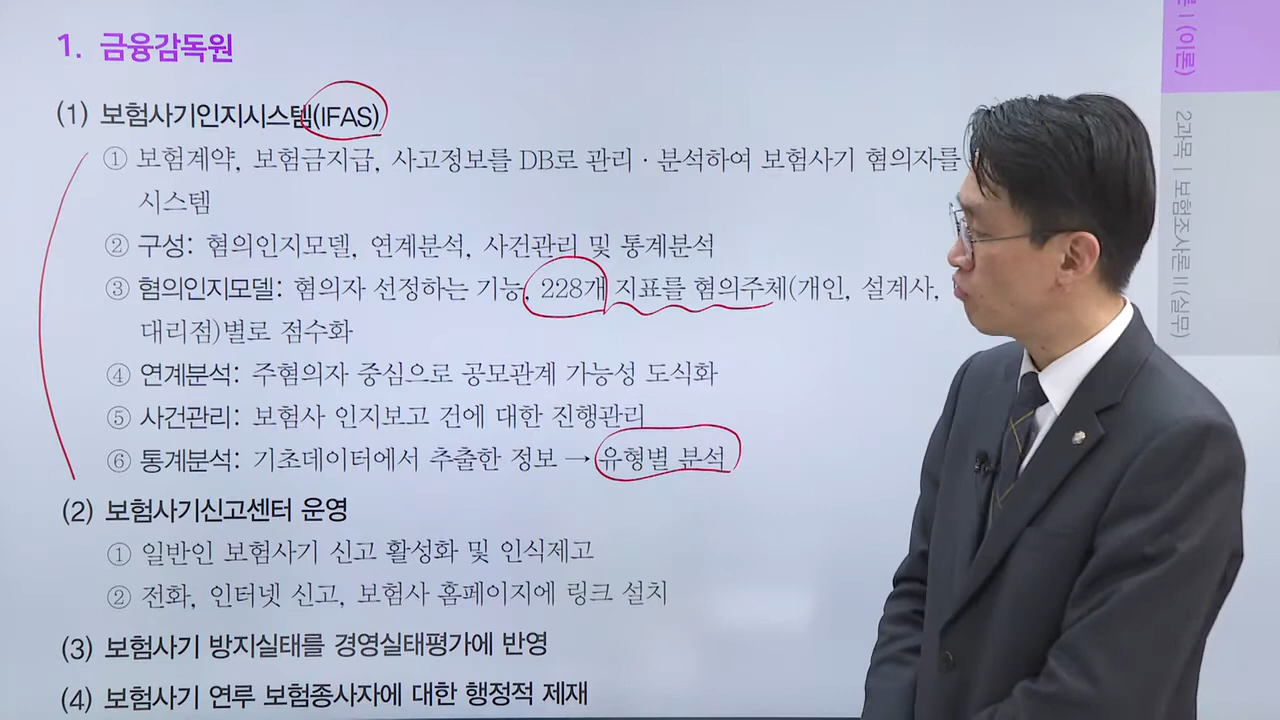 1. 금융감독원
(1) 보험사기인지시스템(IFAS)
① 보험계약, 보험금지급, 사고정보를 DB로 관리·분석하여 보험사기 혐의자를
시스템
② 구성: 혐의인지모델, 연계분석, 사건관리 및 통계분석
③ 혐의인지모델: 혐의자 선정하는 기능, 228개 지표를 혐의주체(개인, 설계사,
대리점)별로 점수화
④ 연계분석: 주혐의자 중심으로 공모관계 가능성 도식화
⑤ 사건관리: 보험사 인지보고 건에 대한 진행관리
⑥ 통계분석: 기초데이터에서 추출한 정보 → 유형별 분석
(2) 보험사기신고센터 운영
① 일반인 보험사기 신고 활성화 및 인식제고
② 전화, 인터넷 신고, 보험사 홈페이지에 링크 설치
(3) 보험사기 방지실태를 경영실태평가에 반영
(4) 보험사기 연루 보험종사자에 대한 행정적 제재
론 I (이론)
2과목 | 보험조사론 I (실무)